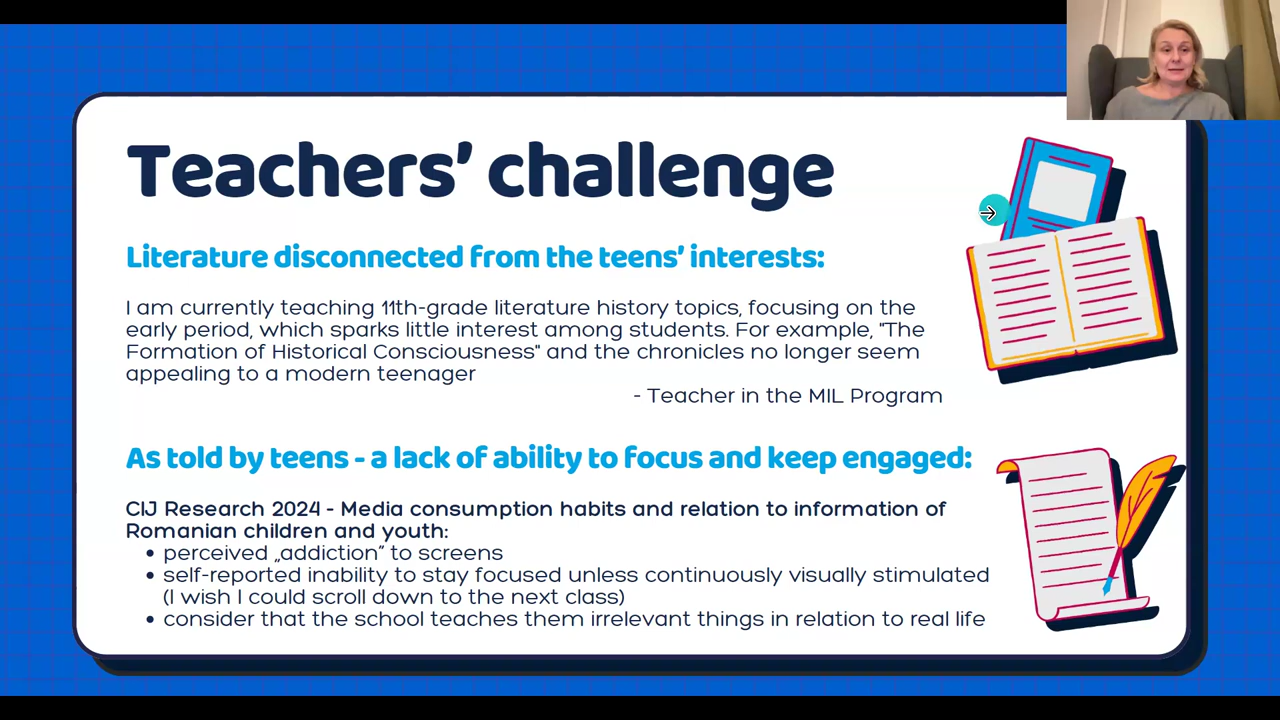 Teachers’ challenge
Literature disconnected from the teens’ interests:
I am currently teaching 11th-grade literature history topics, focusing on the
early period, which sparks little interest among students. For example, "The
Formation of Historical Consciousness" and the chronicles no longer seem
appealing to a modern teenager
- Teacher in the MIL Program
As told by teens - a lack of ability to focus and keep engaged:
CIJ Research 2024 - Media consumption habits and relation to information of
Romanian children and youth:
• perceived „addiction” to screens
• self-reported inability to stay focused unless continuously visually stimulated
(I wish I could scroll down to the next class)
• consider that the school teaches them irrelevant things in relation to real life